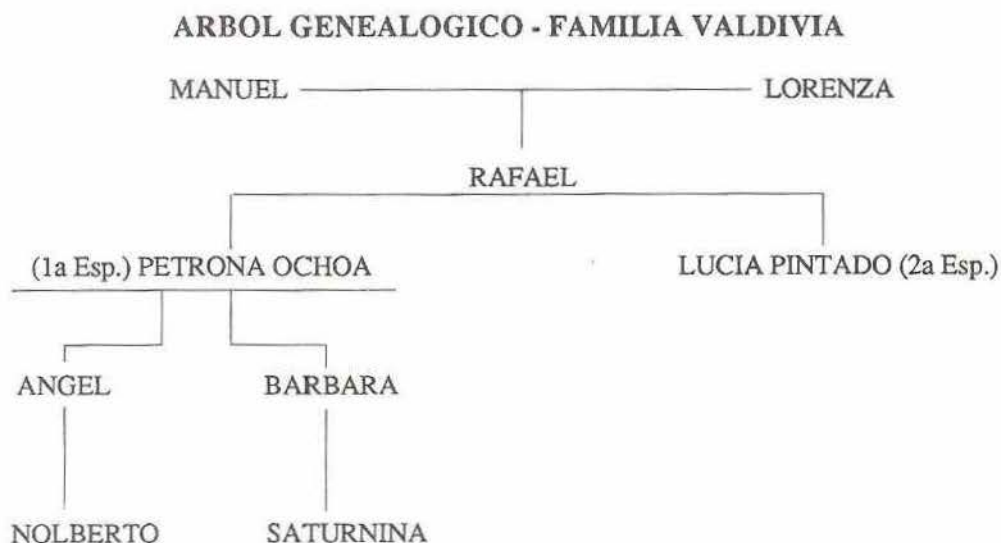 ARBOL GENEALOGICO - FAMILIA VALDIVIA
MANUEL LORENZA
RAFAEL
(1a Esp.) PETRONA OCHOA LUCIA PINTADO (2a Esp.)
ANGEL BARBARA
NOLBERTO SATURNINA